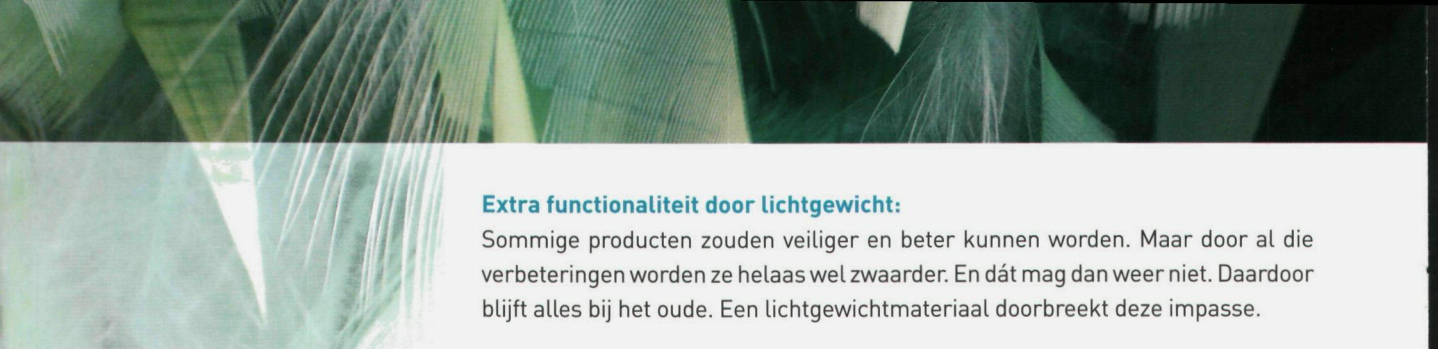 Extra functionaliteit door lichtgewicht:
Sommige producten zouden veiliger en beter kunnen worden. Maar door al die
verbeteringen worden ze helaas wel zwaarder. En dát mag dan weer niet. Daardoor
blijft alles bij het oude. Een lichtgewichtmateriaal doorbreekt deze impasse.